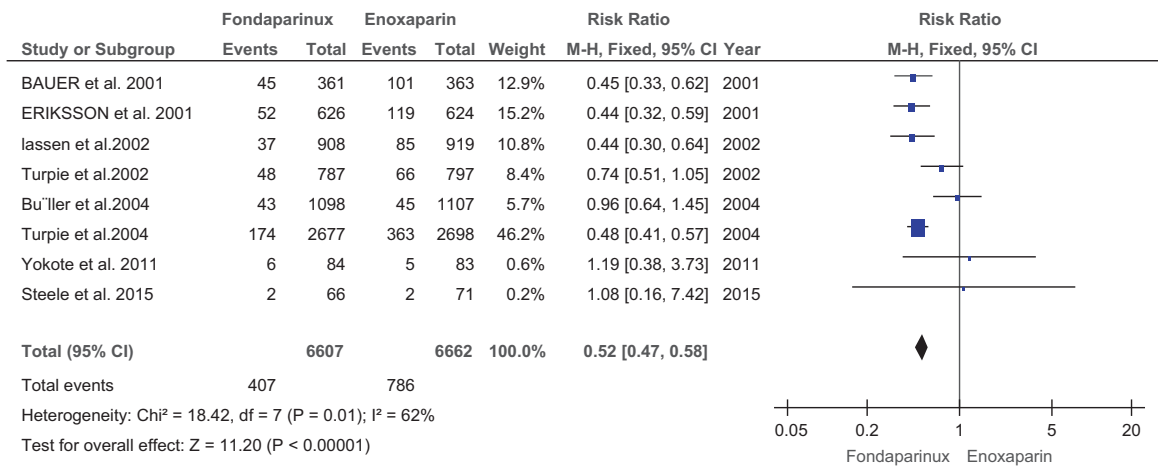 Fondaparinux Enoxaparin Risk Ratio Risk Ratio
Study or Subgroup Events Total Events Total Weight M-H, Fixed, 95% CI Year M-H, Fixed, 95% CI
BAUER et al. 2001 45 361 101 363 12.9% 0.45 [0.33, 0.62] 2001
ERIKSSON et al. 2001 52 626 119 624 15.2% 0.44 [0.32, 0.59] 2001
lassen et al.2002 37 908 85 919 10.8% 0.44 [0.30, 0.64] 2002
Turpie et al.2002 48 787 66 797 8.4% 0.74 [0.51, 1.05] 2002
Bu¨ller et al.2004 43 1098 45 1107 5.7% 0.96 [0.64, 1.45] 2004
Turpie et al.2004 174 2677 363 2698 46.2% 0.48 [0.41, 0.57] 2004
Yokote et al. 2011 6 84 5 83 0.6% 1.19 [0.38, 3.73] 2011
Steele et al. 2015 2 66 2 71 0.2% 1.08 [0.16, 7.42] 2015
Total (95% CI) 6607 6662 100.0% 0.52 [0.47, 0.58]
Total events 407 786
Heterogeneity: Chi² = 18.42, df = 7 (P = 0.01); I² = 62%
Test for overall effect: Z = 11.20 (P < 0.00001)
0.05 0.2 1 5 20
Fondaparinux Enoxaparin